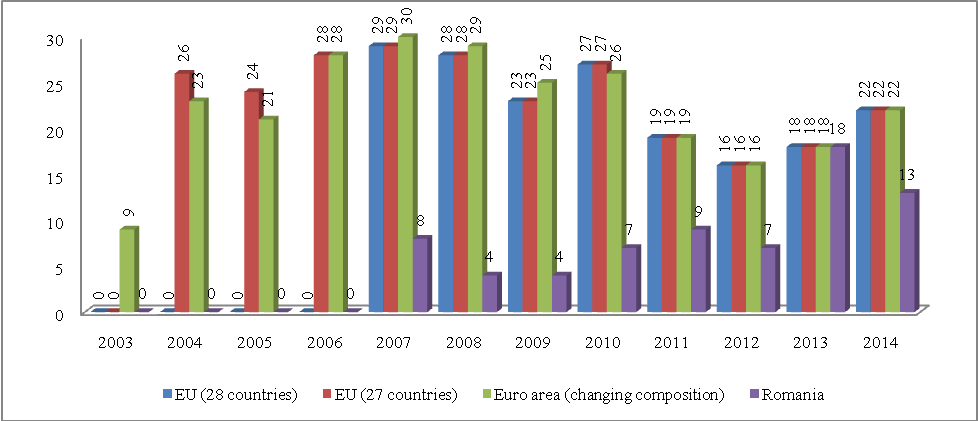 30
25
20
15
10
5
0
0 0 9 0
0 26 23 0
0 24 21 0
0 28 28 0
29 29 30 8
28 28 29 4
23 23 25 4
27 27 26 7
19 19 19 9
16 16 16 7
18 18 18 18
22 22 22 13
2003 2004 2005 2006 2007 2008 2009 2010 2011 2012 2013 2014
EU (28 countries) EU (27 countries) Euro area (changing composition) Romania